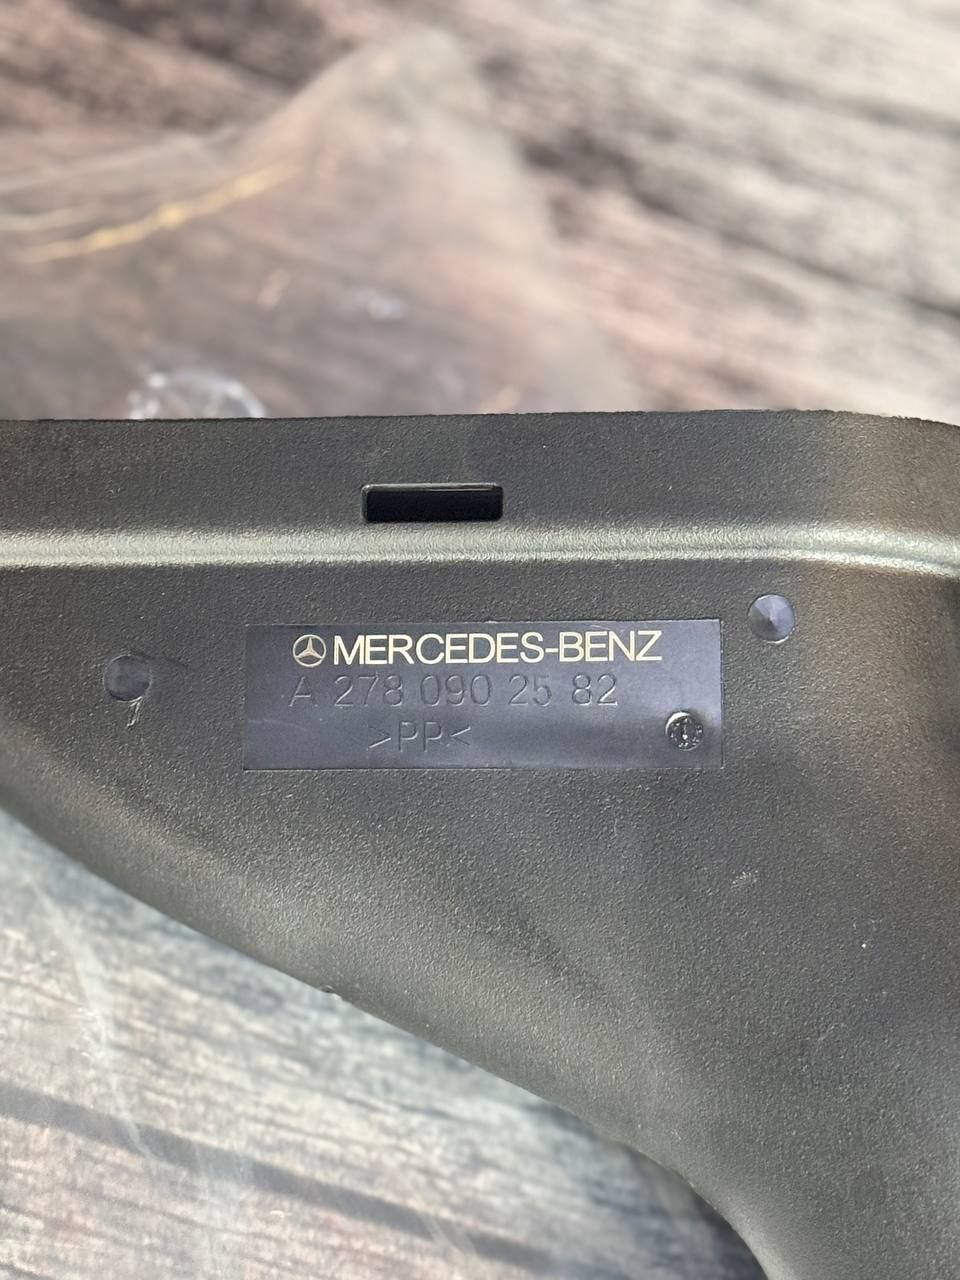 MERCEDES-BENZ
A 278 090 25 82
>PP<